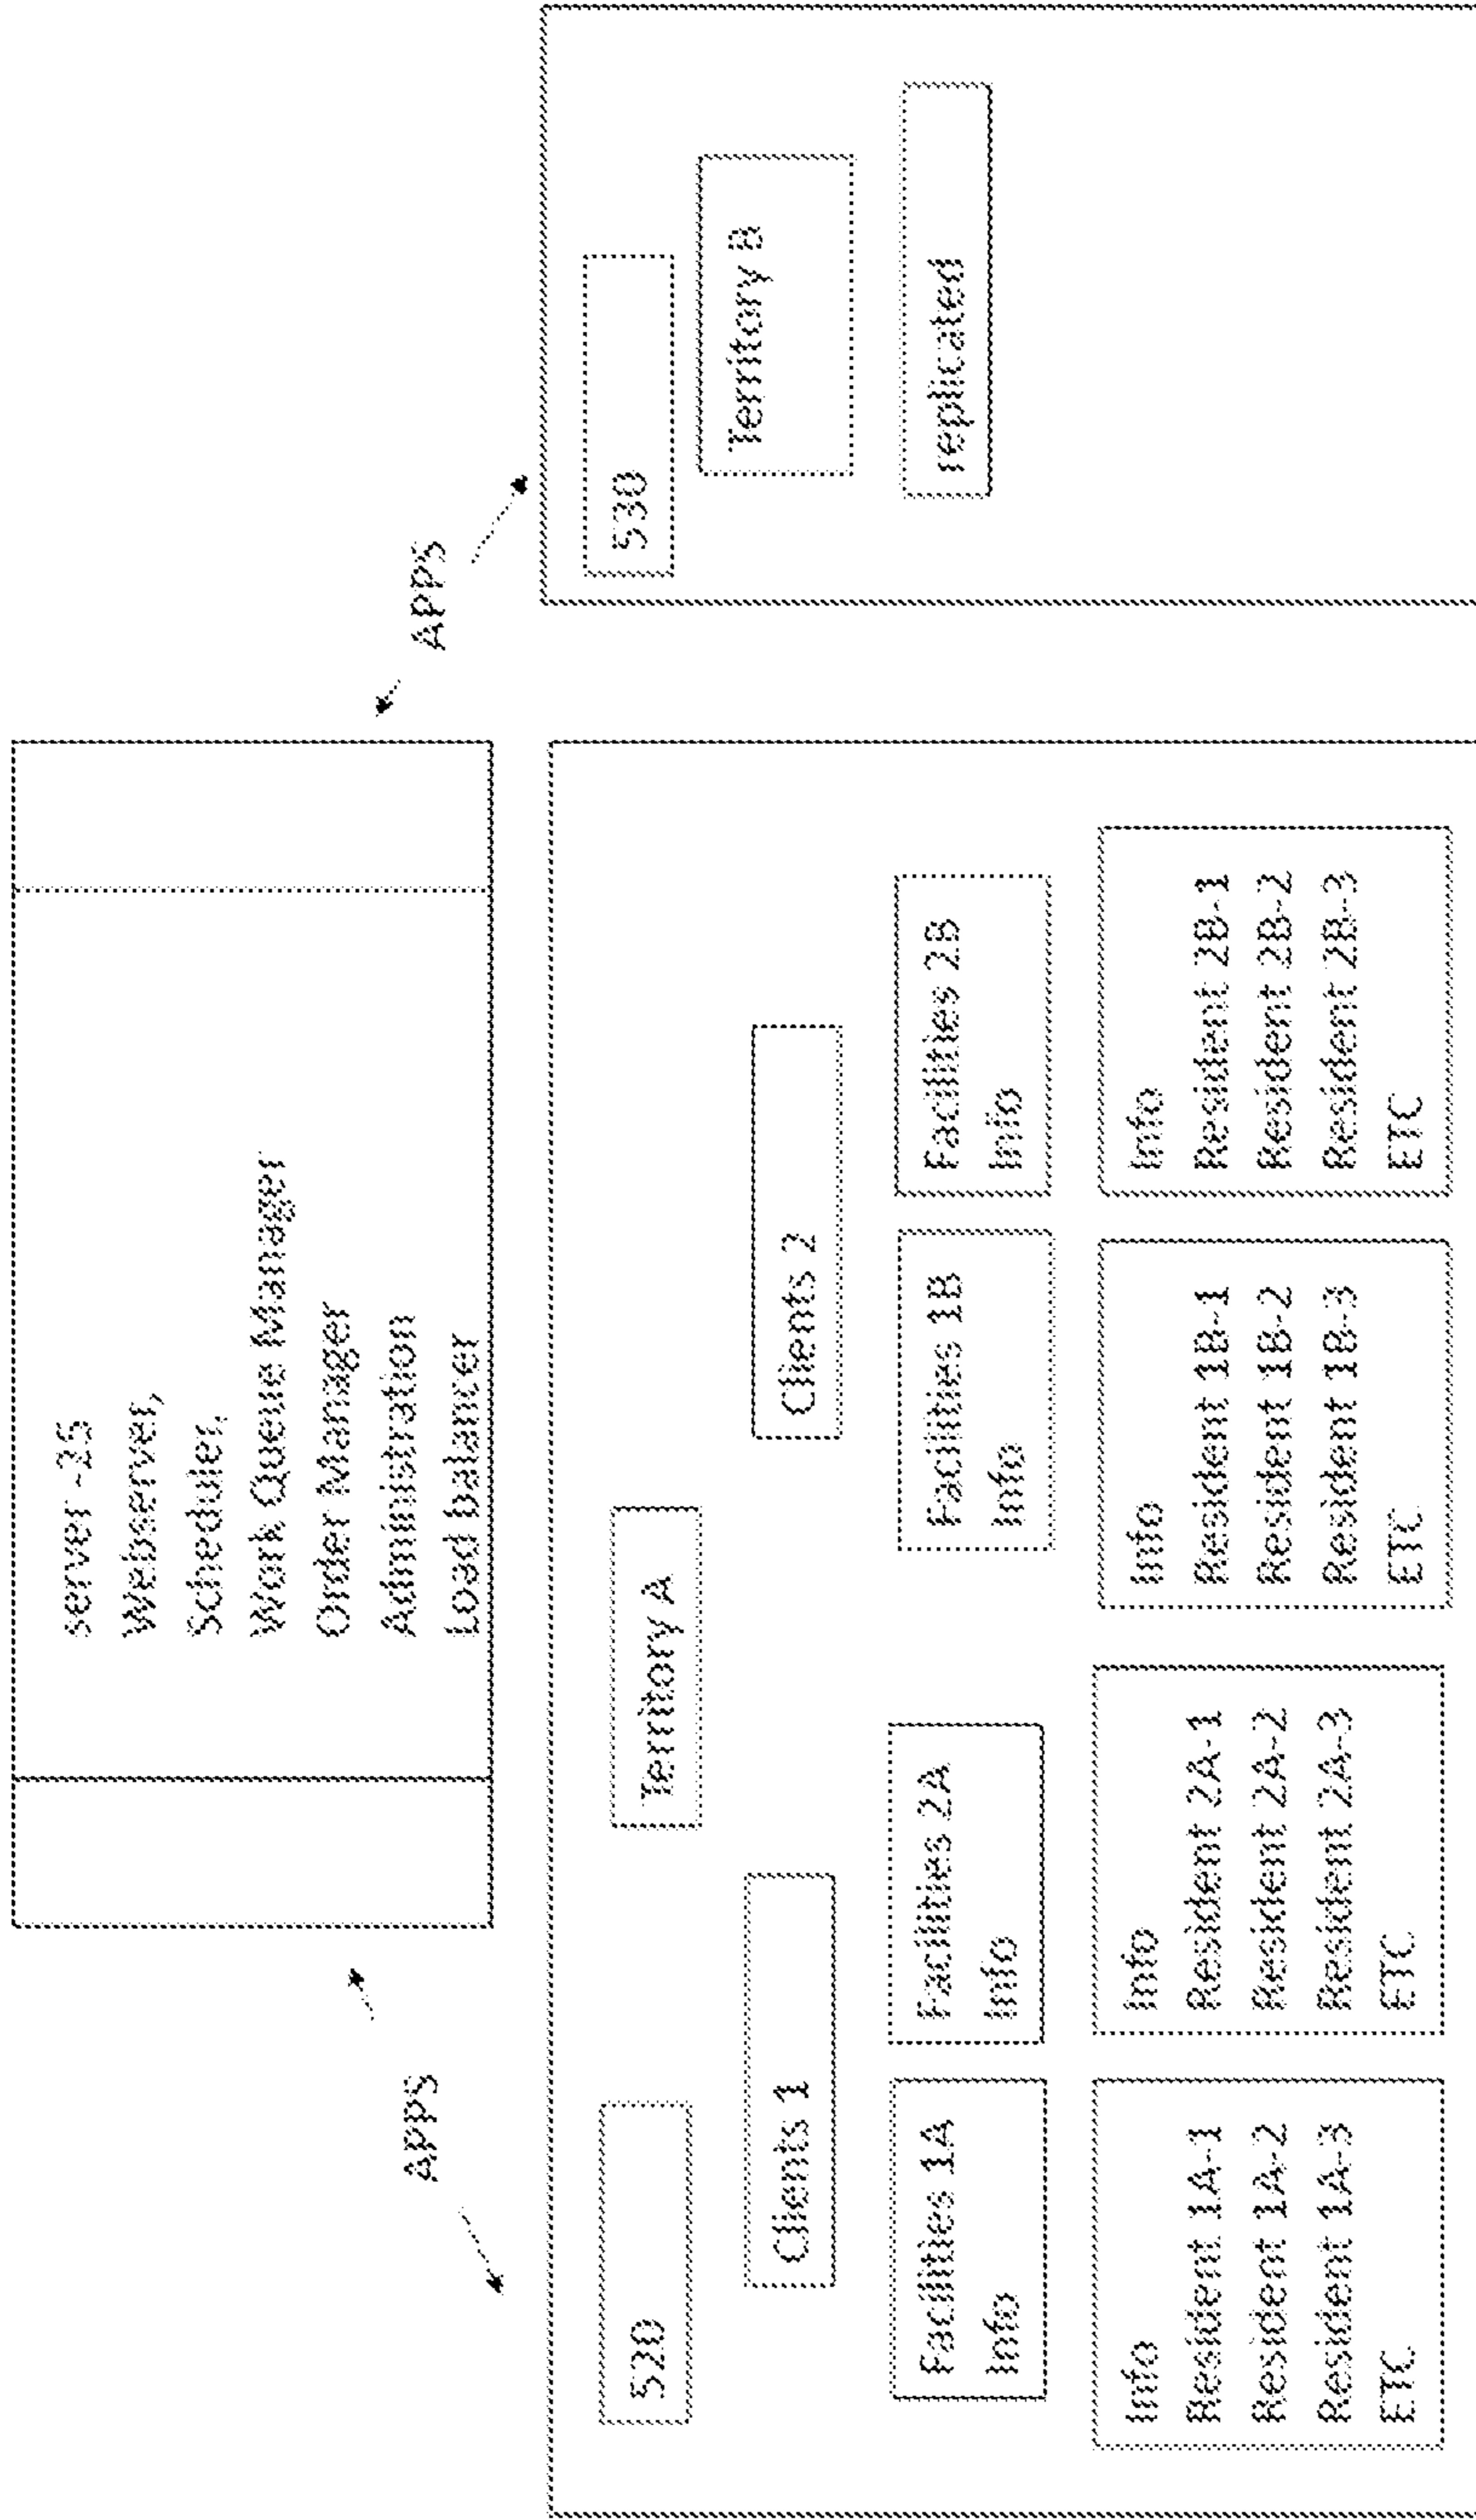 server -25
Webserver,
Scheduler,
Work Queue Manager
Order Manager
Administration
Load balancer
APPS
APPS
520
Territory A
Clients 1
Clients 2
Facilities 1A
Info
Facilities 2A
Info
Facilities 1B
Info
Facilities 2B
Info
Info
Resident 1A-1
Resident 1A-2
Resident 1A-3
ETC
Info
Resident 2A-1
Resident 2A-2
Resident 2A-3
ETC
Info
Resident 1B-1
Resident 1B-2
Resident 1B-3
ETC
Info
Resident 2B-1
Resident 2B-2
Resident 2B-3
ETC
530
Territory B
replicated